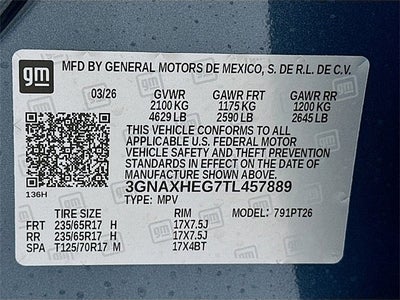 gm MFD BY GENERAL MOTORS DE MEXICO, S. DE R.L. DE C.V.
03/26 GVWR GAWR FRT GAWR RR
2100 KG 1175 KG 1200 KG
4629 LB 2590 LB 2645 LB
THIS VEHICLE CONFORMS TO ALL
APPLICABLE U.S. FEDERAL MOTOR
VEHICLE SAFETY AND THEFT PREVENTION
STANDARDS IN EFFECT ON THE DATE OF
MANUFACTURE SHOWN ABOVE.
136H
3GNAXHEG7TL457889
TYPE: MPV
TIRE SIZE RIM MODEL: 791PT26
FRT 235/65R17 H 17X7.5J
RR 235/65R17 H 17X7.5J
SPA T125/70R17 M 17X4BT